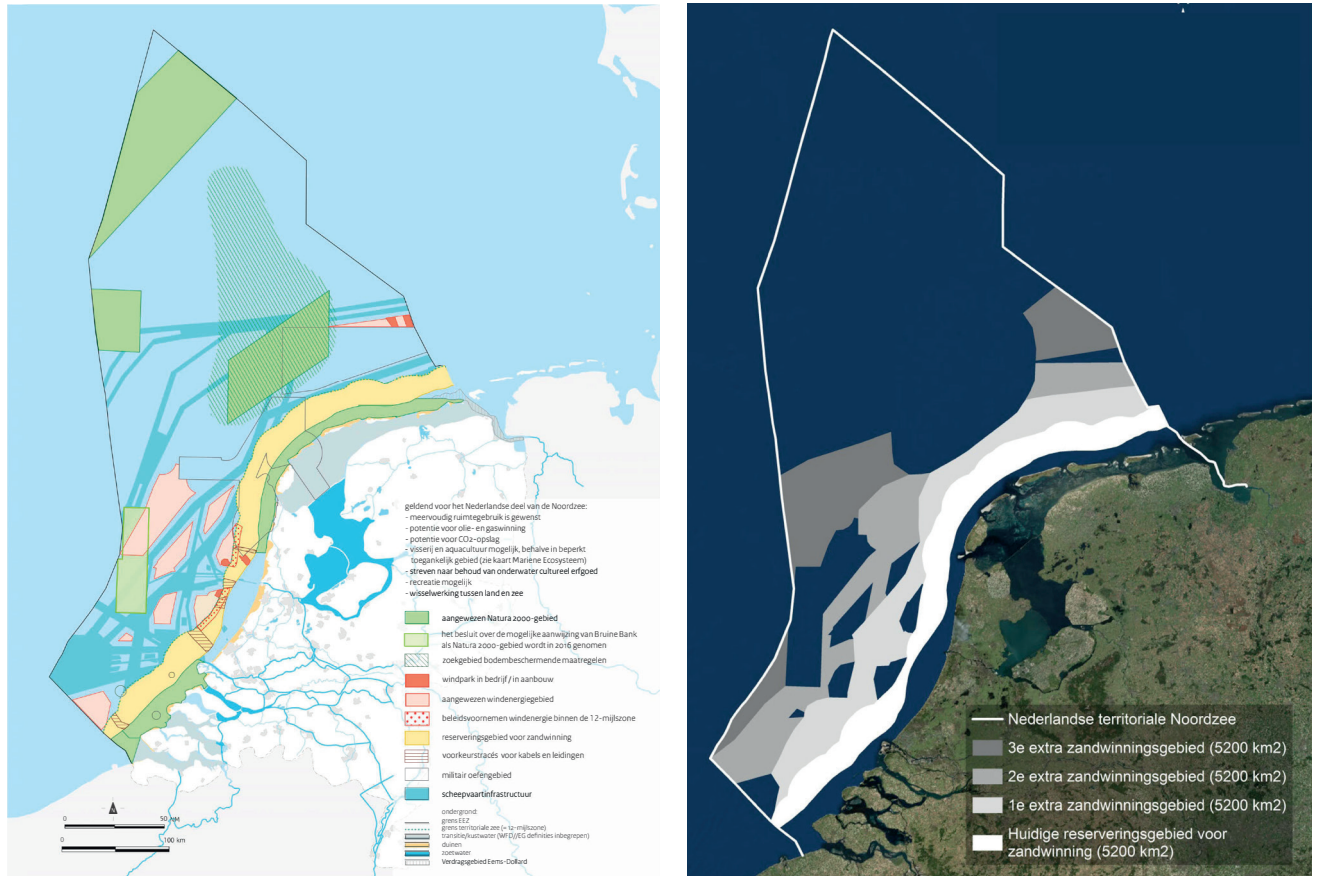 geldend voor het Nederlandse deel van de Noordzee:
- meervoudig ruimtegebruik is gewenst
- potentie voor olie- en gaswinning
- potentie voor CO2-opslag
- visserij en aquacultuur mogelijk, behalve in beperkt
toegankelijk gebied (zie kaart Mariene Ecosysteem)
- streven naar behoud van onderwater cultureel erfgoed
- recreatie mogelijk
- wisselwerking tussen land en zee
aangewezen Natura 2000-gebied
het besluit over de mogelijke aanwijzing van Bruine Bank
als Natura 2000-gebied wordt in 2016 genomen
zoekgebied bodembeschermende maatregelen
windpark in bedrijf / in aanbouw
aangewezen windenergiegebied
beleidsvoornemen windenergie binnen de 12-mijlszone
reserveringsgebied voor zandwinning
voorkeurstracés voor kabels en leidingen
militair oefengebied
scheepvaartinfrastructuur
ondergrond:
grens EEZ
grens territoriale zee (= 12-mijlszone)
transitie/kustwater (WFD//EG definities inbegrepen)
duinen
zoetwater
Verdragsgebied Eems-Dollard
0 50 NM
0 100 km
Nederlandse territoriale Noordzee
3e extra zandwinningsgebied (5200 km2)
2e extra zandwinningsgebied (5200 km2)
1e extra zandwinningsgebied (5200 km2)
Huidige reserveringsgebied voor
zandwinning (5200 km2)